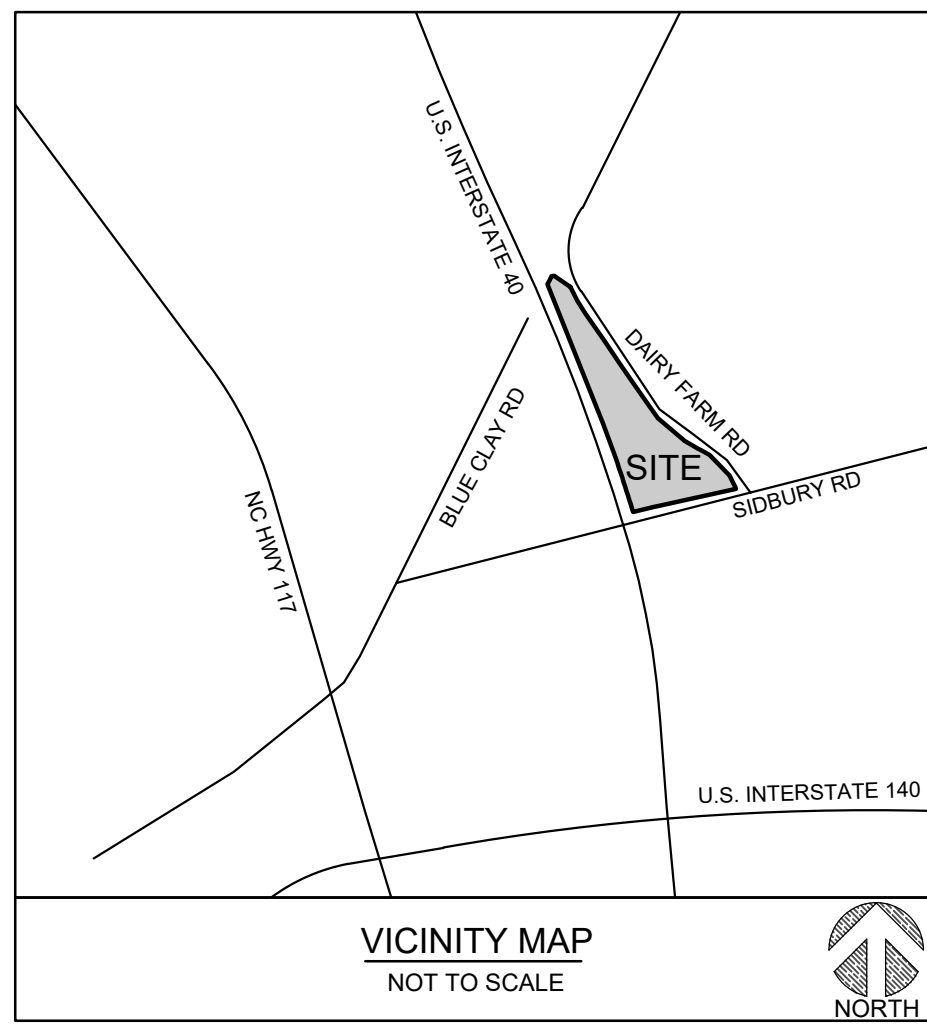 U.S. INTERSTATE 40
DAIRY FARM RD
BLUE CLAY RD
SITE
SIDBURY RD
NC HWY 117
U.S. INTERSTATE 140
VICINITY MAP
NOT TO SCALE
NORTH